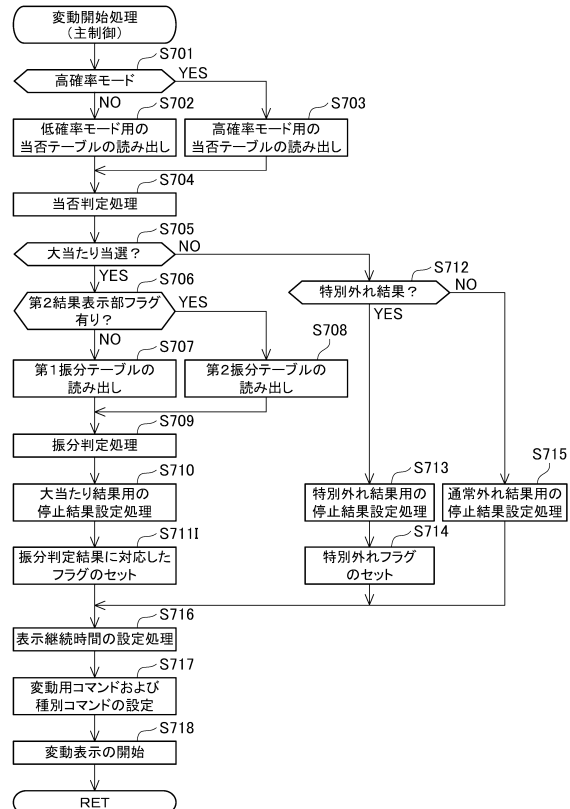 変動開始処理
（主制御）
S701
高確率モード
YES
NO
S702
S703
低確率モード用の
当否テーブルの読み出し
高確率モード用の
当否テーブルの読み出し
S704
当否判定処理
S705
大当たり当選？
NO
YES
S712
特別外れ結果？
NO
YES
S706
第２結果表示部フラグ
有り？
YES
NO
S707
S708
第１振分テーブルの
読み出し
第２振分テーブルの
読み出し
S709
振分判定処理
S710
S713
S715
大当たり結果用の
停止結果設定処理
特別外れ結果用の
停止結果設定処理
通常外れ結果用の
停止結果設定処理
S711I
S714
振分判定結果に対応した
フラグのセット
特別外れフラグ
のセット
S716
表示継続時間の設定処理
S717
変動用コマンドおよび
種別コマンドの設定
S718
変動表示の開始
RET